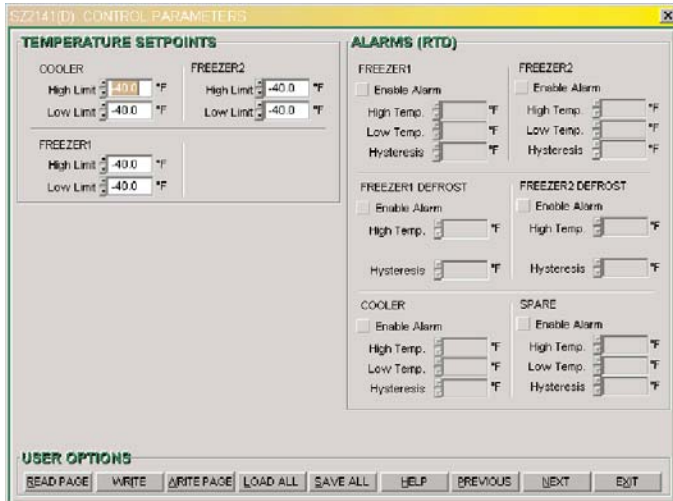 SZ2141(D) CONTROL PARAMETERS
TEMPERATURE SETPOINTS
COOLER
High Limit -40.0 °F
Low Limit -40.0 °F
FREEZER2
High Limit -40.0 °F
Low Limit -40.0 °F
FREEZER1
High Limit -40.0 °F
Low Limit -40.0 °F
ALARMS (RTD)
FREEZER1
Enable Alarm
High Temp. °F
Low Temp. °F
Hysteresis °F
FREEZER2
Enable Alarm
High Temp. °F
Low Temp. °F
Hysteresis °F
FREEZER1 DEFROST
Enable Alarm
High Temp. °F
Hysteresis °F
FREEZER2 DEFROST
Enable Alarm
High Temp. °F
Hysteresis °F
COOLER
Enable Alarm
High Temp. °F
Low Temp. °F
Hysteresis °F
SPARE
Enable Alarm
High Temp. °F
Low Temp. °F
Hysteresis °F
USER OPTIONS
READ PAGE WRITE ARITE PAGE LOAD ALL SAVE ALL HELP PREVIOUS NEXT EXIT